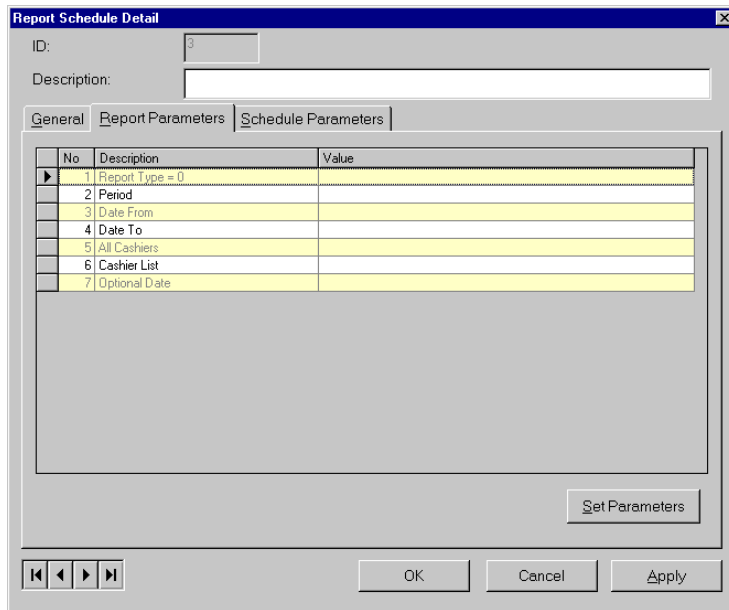 Report Schedule Detail
ID: 3
Description:
General Report Parameters Schedule Parameters
No Description Value
1 Report Type = 0
2 Period
3 Date From
4 Date To
5 All Cashiers
6 Cashier List
7 Optional Date
Set Parameters
OK Cancel Apply